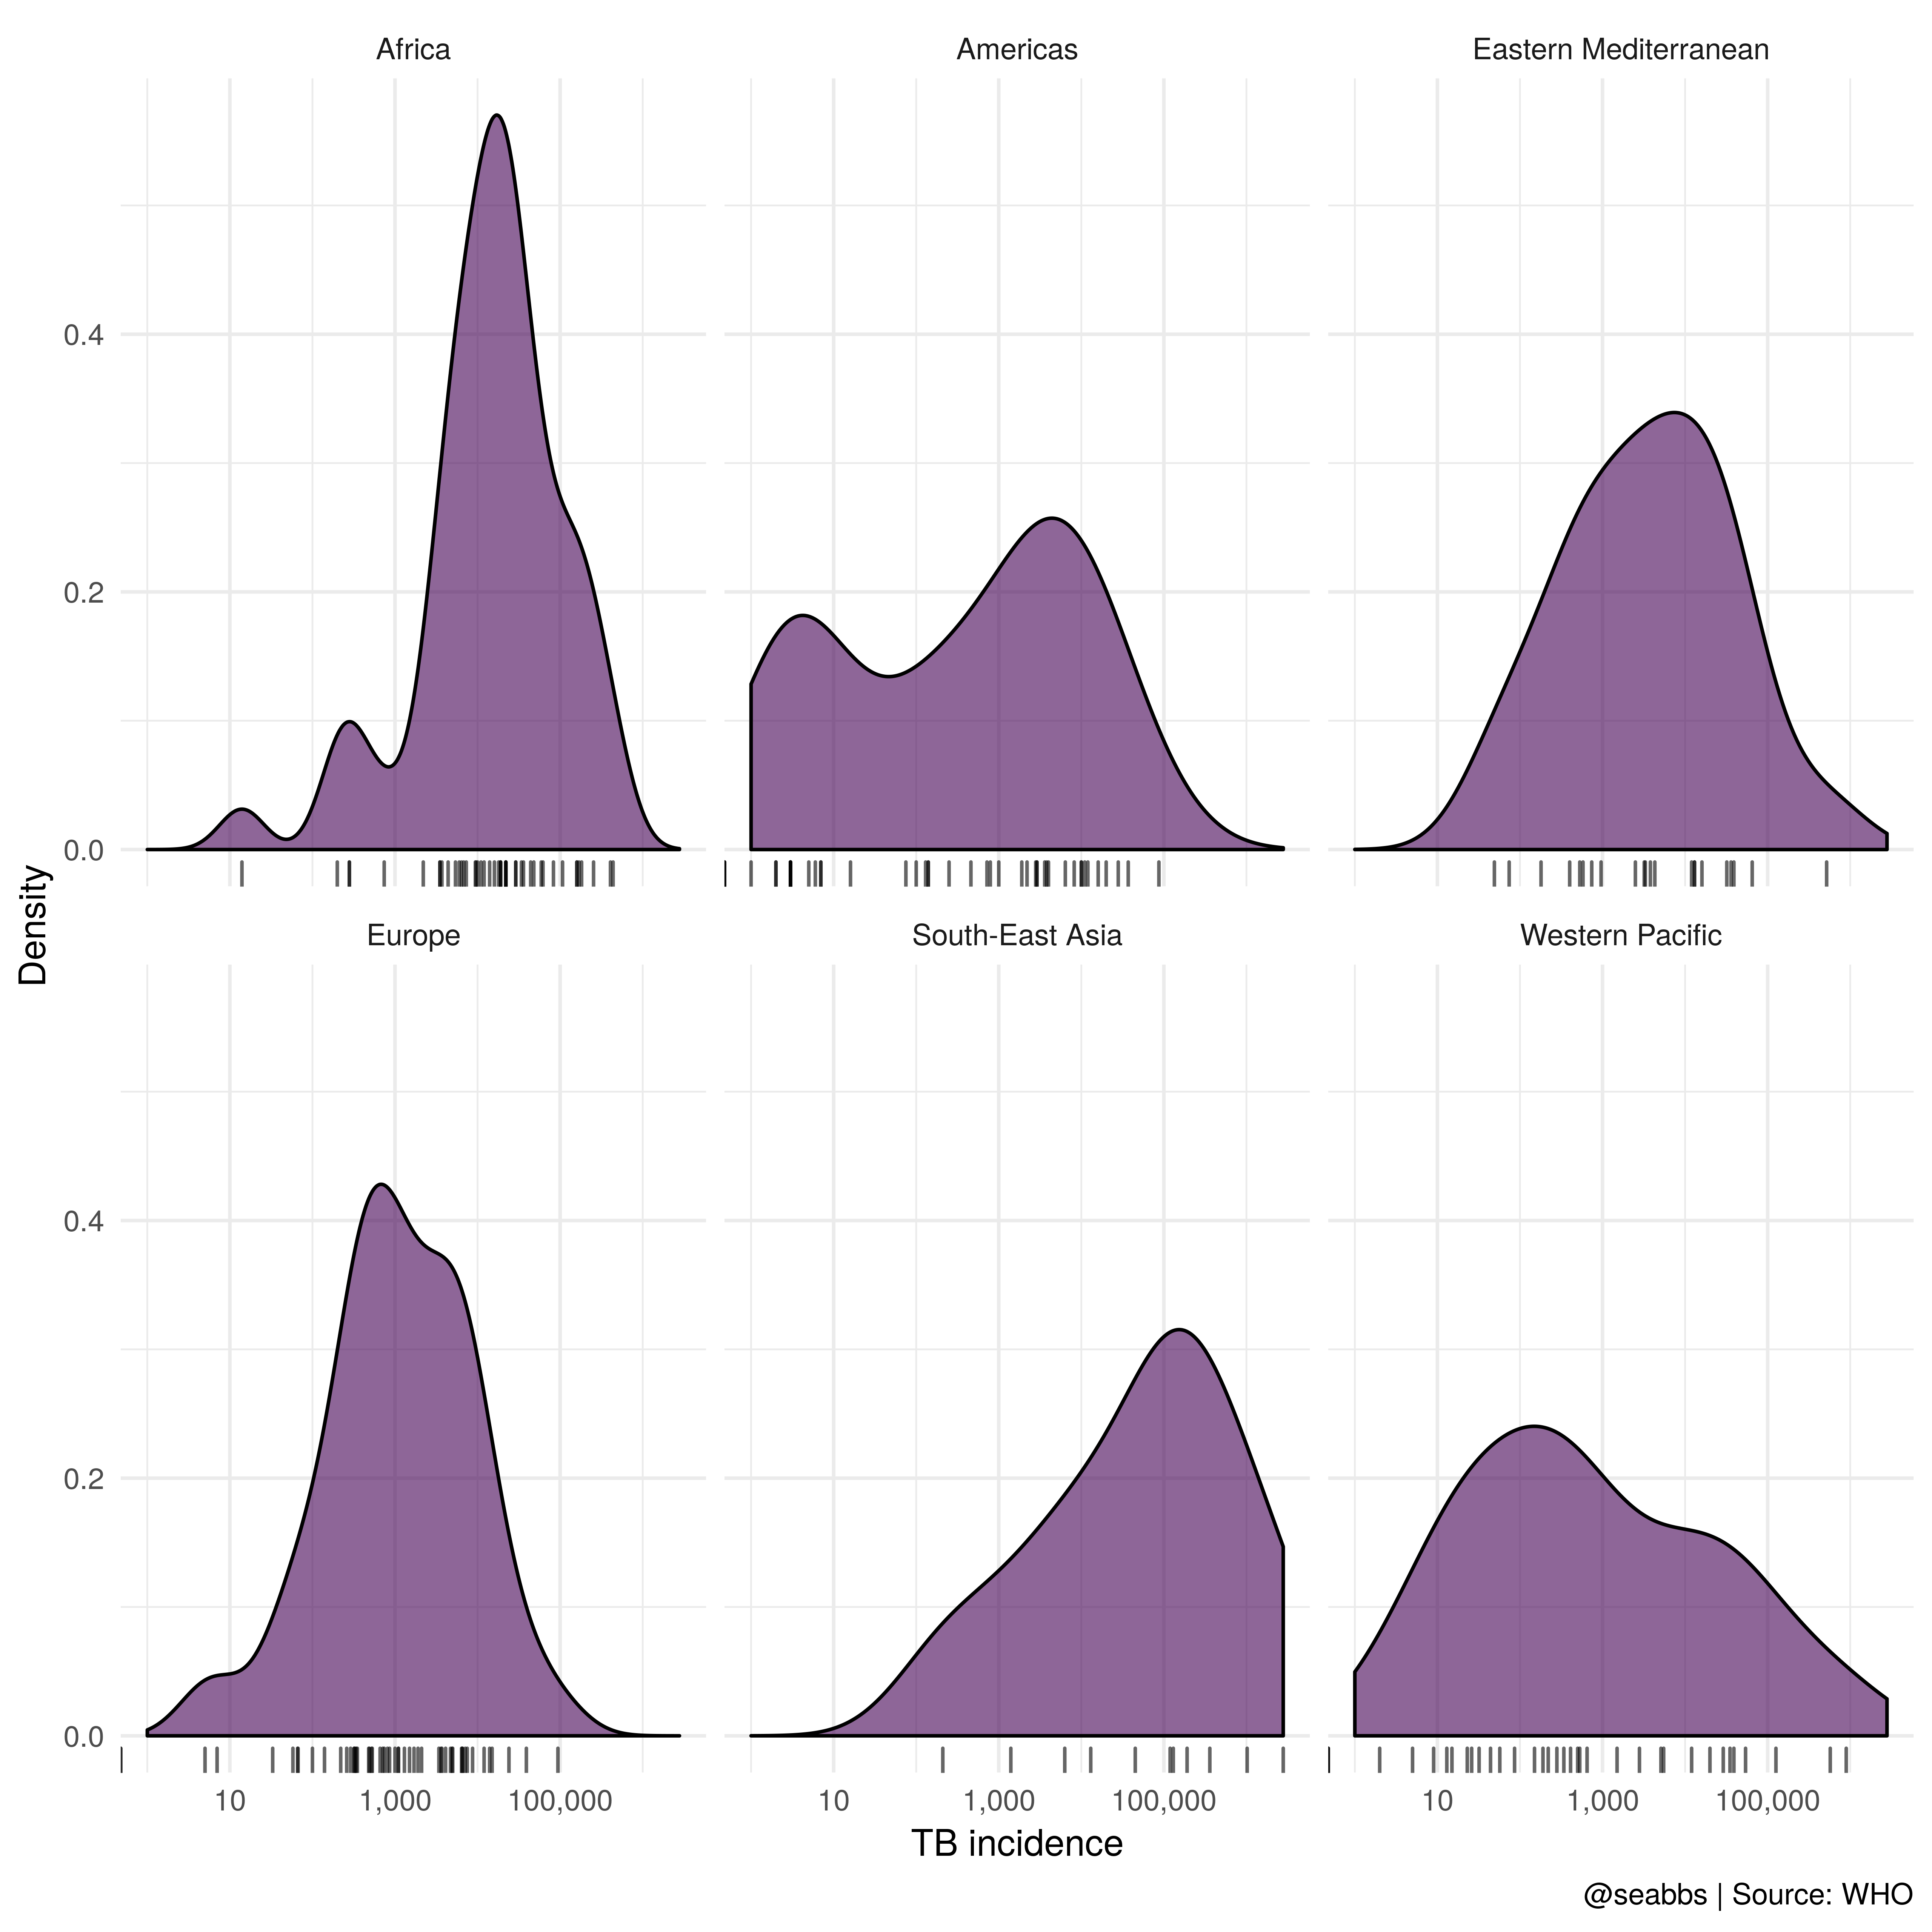 Africa
Americas
Eastern Mediterranean
0.4
0.2
0.0
Density
Europe
South-East Asia
Western Pacific
0.4
0.2
0.0
10
1,000
100,000
10
1,000
100,000
10
1,000
100,000
TB incidence
@seabbs | Source: WHO